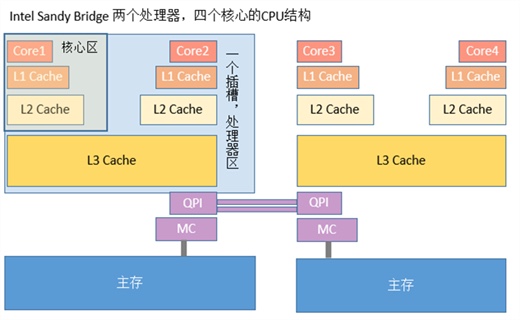 Intel Sandy Bridge 两个处理器，四个核心的CPU结构
Core1
核心区
Core2
L1 Cache
L1 Cache
L2 Cache
L2 Cache
L3 Cache
一个插槽，处理器区
QPI
MC
主存
Core3
Core4
L1 Cache
L1 Cache
L2 Cache
L2 Cache
L3 Cache
QPI
MC
主存